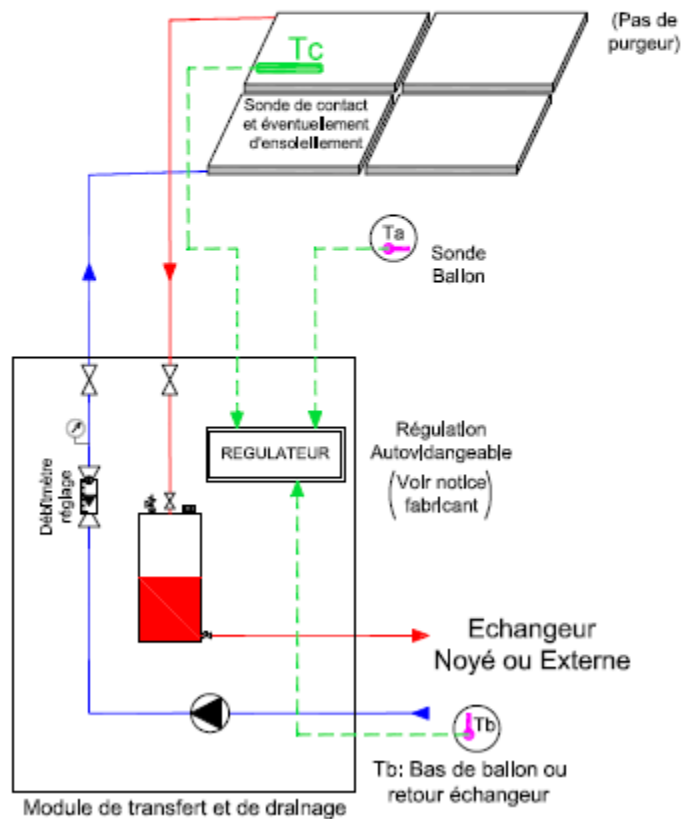 (Pas de
purgeur)
Tc
Sonde de contact
et éventuellement
d'ensoleillement
Ta
Sonde
Ballon
REGULATEUR
Régulation
Autovidangeable
(Voir notice
fabricant)
Débitmètre
réglage
Echangeur
Noyé ou Externe
Tb
Tb: Bas de ballon ou
retour échangeur
Module de transfert et de drainage